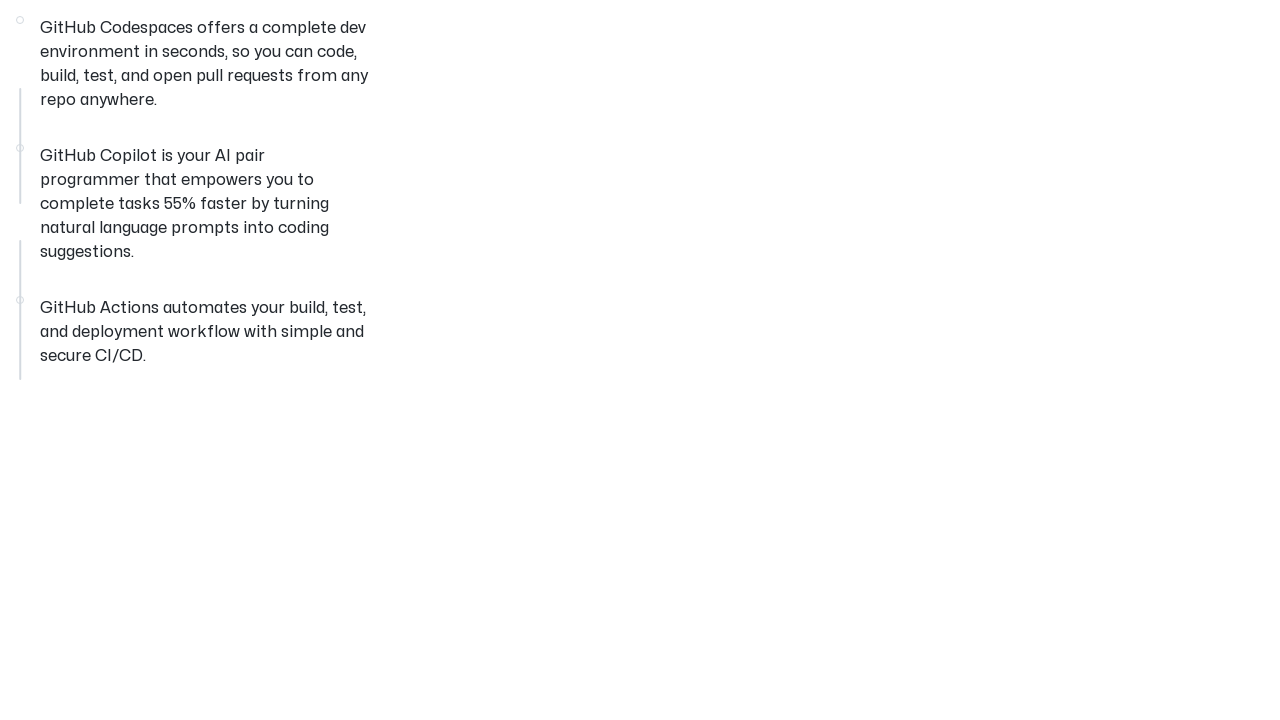 GitHub Codespaces offers a complete dev
environment in seconds, so you can code,
build, test, and open pull requests from any
repo anywhere.
GitHub Copilot is your AI pair
programmer that empowers you to
complete tasks 55% faster by turning
natural language prompts into coding
suggestions.
GitHub Actions automates your build, test,
and deployment workflow with simple and
secure CI/CD.